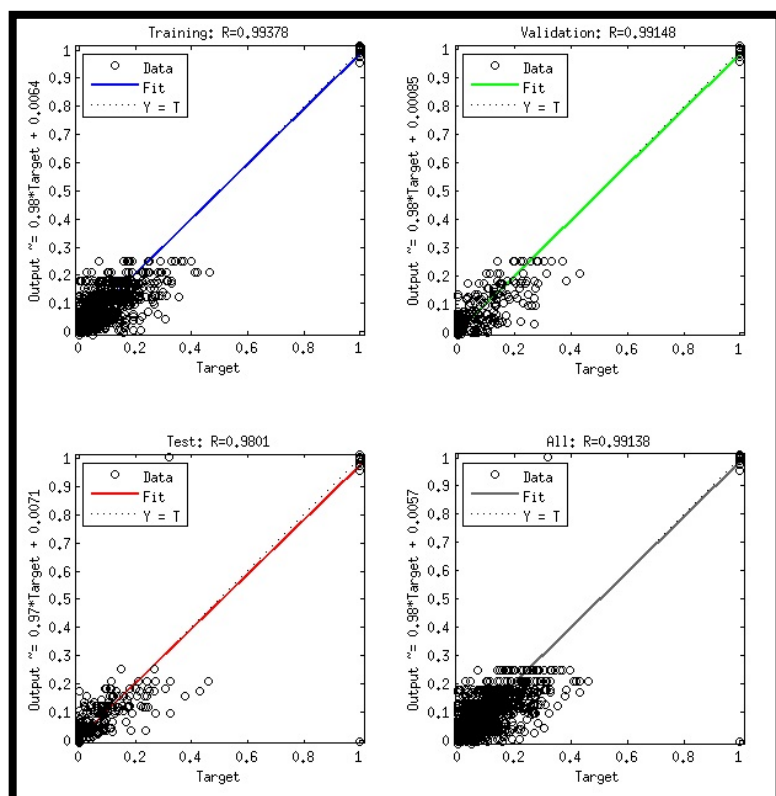 Training: R=0.99378
Output ~= 0.98*Target + 0.0064
1
0.9
0.8
0.7
0.6
0.5
0.4
0.3
0.2
0.1
0
Data
Fit
Y = T
0 0.2 0.4 0.6 0.8 1
Target
Validation: R=0.99148
Output ~= 0.98*Target + 0.00085
1
0.9
0.8
0.7
0.6
0.5
0.4
0.3
0.2
0.1
0
Data
Fit
Y = T
0 0.2 0.4 0.6 0.8 1
Target
Test: R=0.9801
Output ~= 0.97*Target + 0.0071
1
0.9
0.8
0.7
0.6
0.5
0.4
0.3
0.2
0.1
0
Data
Fit
Y = T
0 0.2 0.4 0.6 0.8 1
Target
All: R=0.99138
Output ~= 0.98*Target + 0.0057
1
0.9
0.8
0.7
0.6
0.5
0.4
0.3
0.2
0.1
0
Data
Fit
Y = T
0 0.2 0.4 0.6 0.8 1
Target